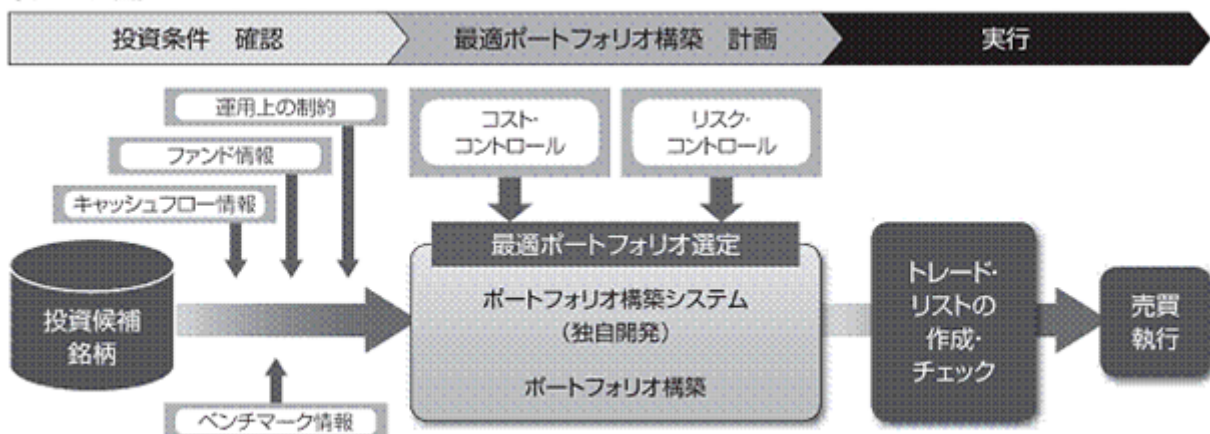 投資条件 確認
最適ポートフォリオ構築 計画
実行
運用上の制約
ファンド情報
キャッシュフロー情報
投資候補
銘柄
ベンチマーク情報
コスト・
コントロール
リスク・
コントロール
最適ポートフォリオ選定
ポートフォリオ構築システム
（独自開発）
ポートフォリオ構築
トレード・
リストの
作成・
チェック
売買
執行